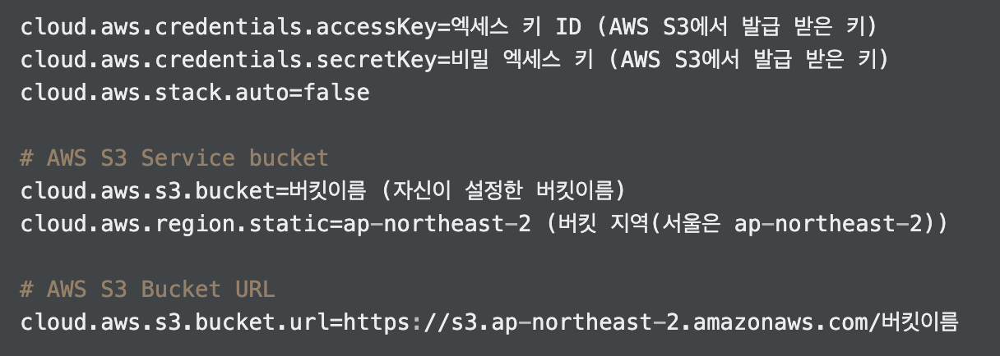 cloud.aws.credentials.accessKey=엑세스 키 ID (AWS S3에서 발급 받은 키)
cloud.aws.credentials.secretKey=비밀 엑세스 키 (AWS S3에서 발급 받은 키)
cloud.aws.stack.auto=false
# AWS S3 Service bucket
cloud.aws.s3.bucket=버킷이름 (자신이 설정한 버킷이름)
cloud.aws.region.static=ap-northeast-2 (버킷 지역(서울은 ap-northeast-2))
# AWS S3 Bucket URL
cloud.aws.s3.bucket.url=https://s3.ap-northeast-2.amazonaws.com/버킷이름